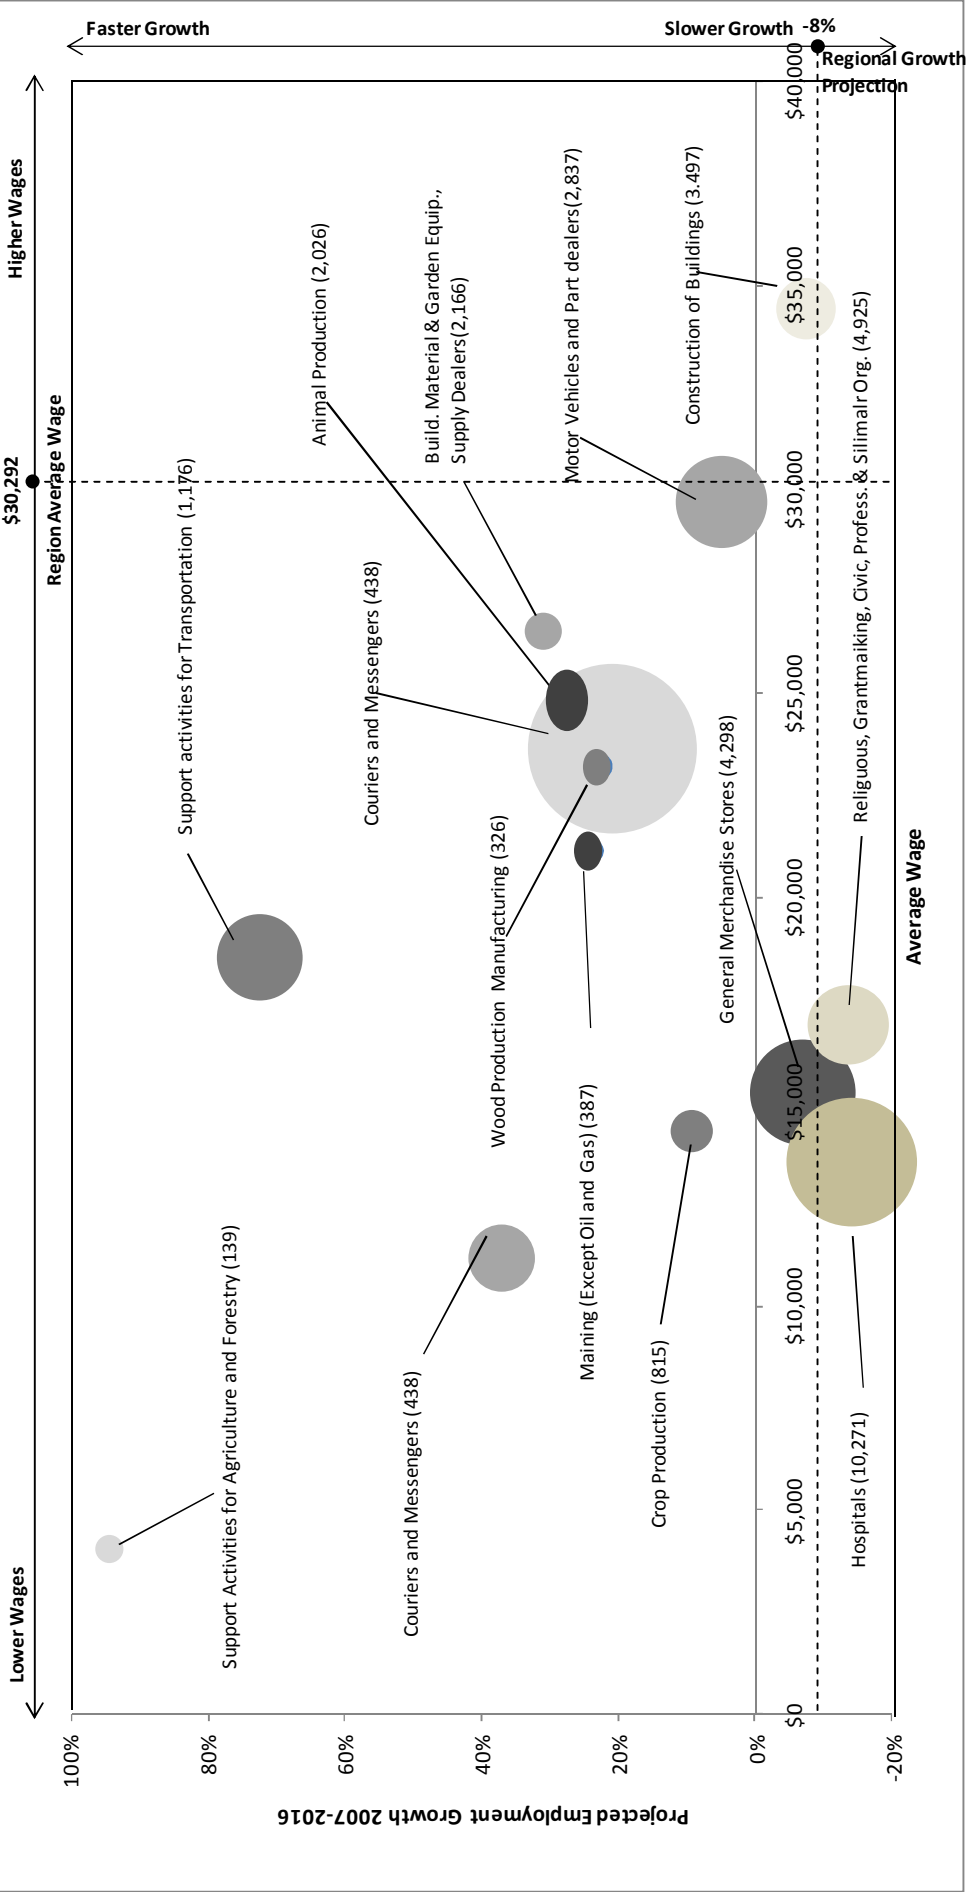 Lower Wages
Higher Wages
$30,292
Region Average Wage
Faster Growth
Slower Growth
-8%
Regional Growth
Projection
Support Activities for Agriculture and Forestry (139)
Support activities for Transportation (1,176)
Couriers and Messengers (438)
Couriers and Messengers (438)
Animal Production (2,026)
Build. Material & Garden Equip.,
Supply Dealers(2,166)
Motor Vehicles and Part dealers(2,837)
Construction of Buildings (3.497)
Wood Production Manufacturing (326)
Maining (Except Oil and Gas) (387)
General Merchandise Stores (4,298)
Crop Production (815)
Religuous, Grantmaiking, Civic, Profess. & Silimalr Org. (4,925)
Hospitals (10,271)
100%
80%
60%
40%
20%
0%
-20%
Projected Employment Growth 2007-2016
$0
$5,000
$10,000
$15,000
$20,000
$25,000
$30,000
$35,000
$40,000
Average Wage